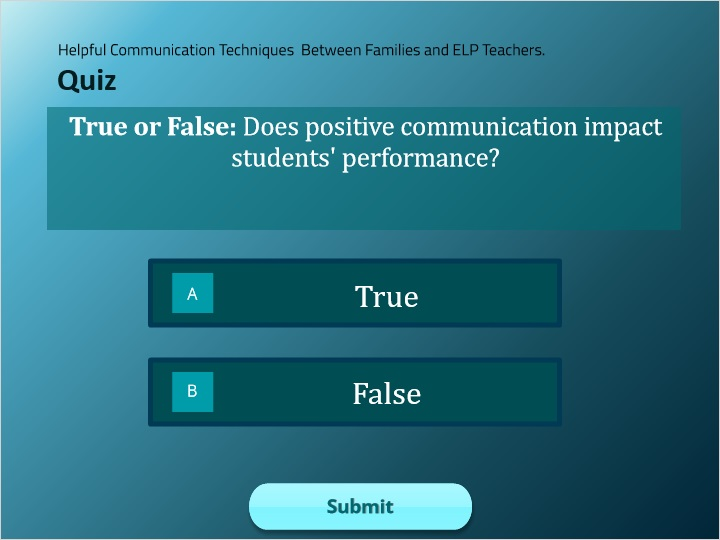 Helpful Communication Techniques  Between Families and ELP Teachers.
Quiz
True or False: Does positive communication impact
students' performance?
A
True
B
False
Submit